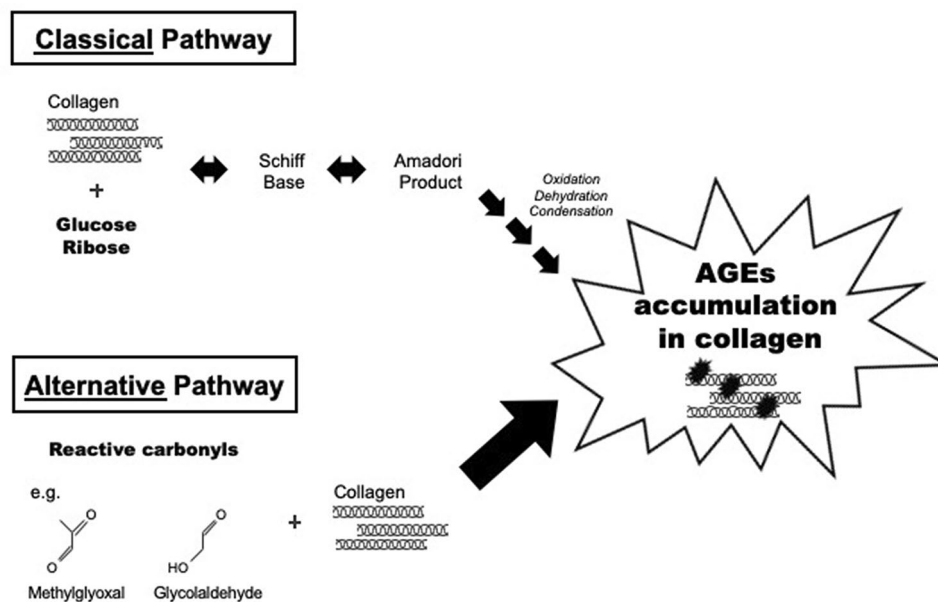 Classical Pathway
Collagen
+
Glucose
Ribose
Schiff
Base
Amadori
Product
Oxidation
Dehydration
Condensation
AGEs
accumulation
in collagen
Alternative Pathway
Reactive carbonyls
e.g.
O
O
Methylglyoxal
O
HO
Glycolaldehyde
+
Collagen